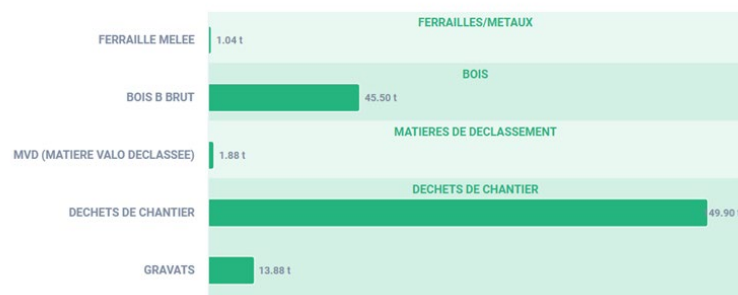 FERRAILLES/METAUX
FERRAILLE MELEE 1.04 t
BOIS
BOIS B BRUT 45.50 t
MATIERES DE DECLASSEMENT
MVD (MATIERE VALO DECLASSEE) 1.88 t
DECHETS DE CHANTIER
DECHETS DE CHANTIER 49.90
GRAVATS 13.88 t